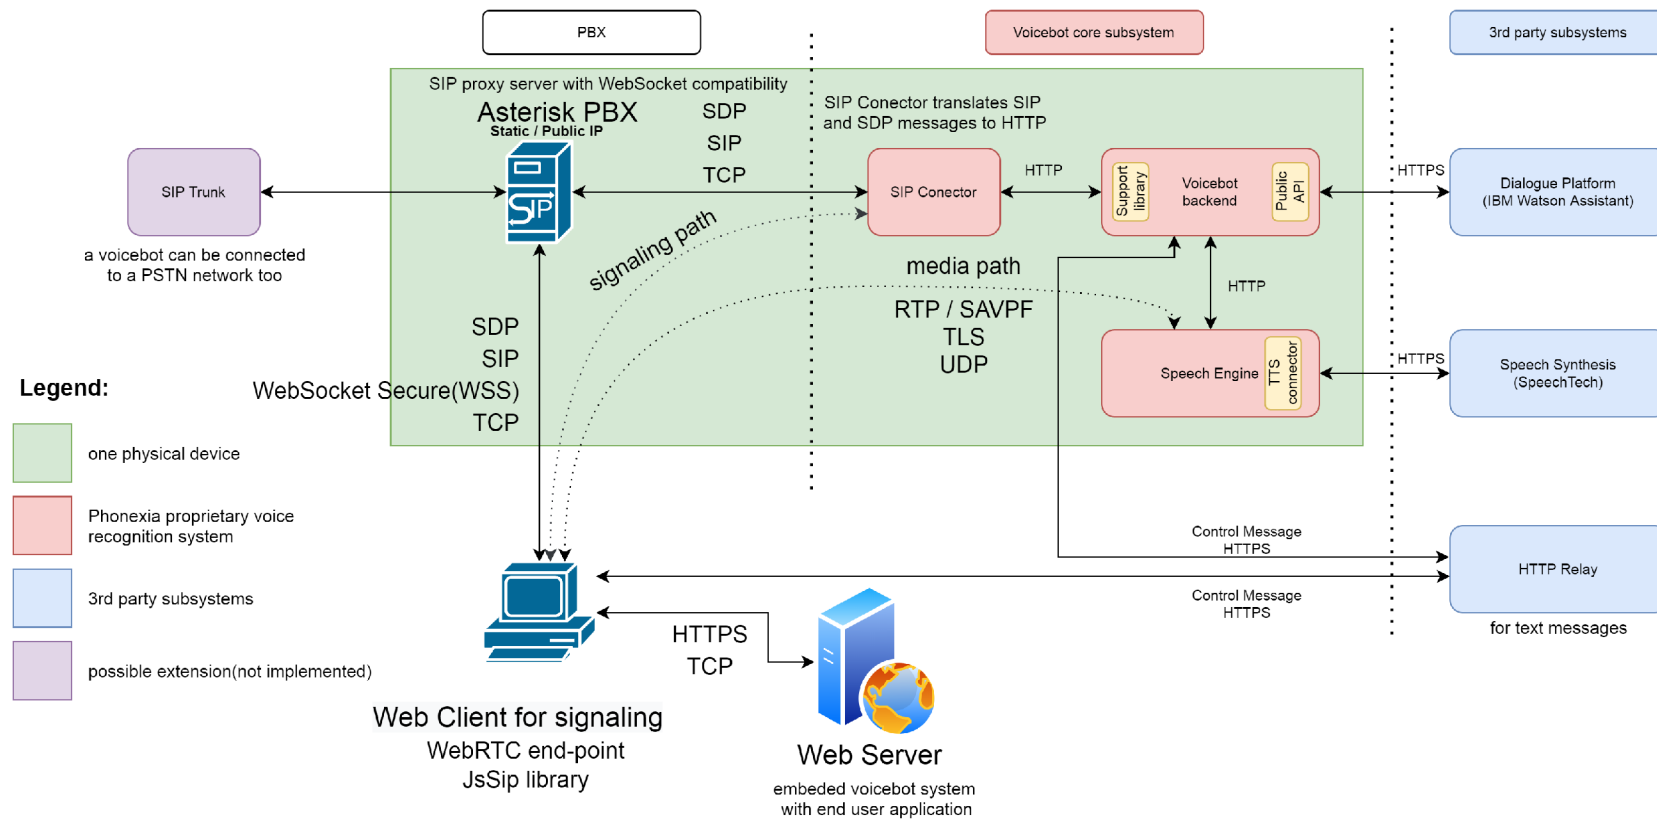 PBX
Voicebot core subsystem
3rd party subsystems
SIP proxy server with WebSocket compatibility
Asterisk PBX
Static / Public IP
SDP
SIP
TCP
SIP Conector translates SIP
and SDP messages to HTTP
SIP Trunk
a voicebot can be connected
to a PSTN network too
SIP
SIP Conector
HTTP
Support
library
Voicebot
backend
Public
API
HTTPS
Dialogue Platform
(IBM Watson Assistant)
signaling path
media path
RTP / SAVPF
TLS
UDP
HTTP
SDP
SIP
WebSocket Secure(WSS)
TCP
Speech Engine
TTS
connector
HTTPS
Speech Synthesis
(SpeechTech)
Legend:
one physical device
Phonexia proprietary voice
recognition system
3rd party subsystems
possible extension(not implemented)
Control Message
HTTPS
HTTP Relay
Control Message
HTTPS
for text messages
HTTPS
TCP
Web Client for signaling
WebRTC end-point
JsSip library
Web Server
embeded voicebot system
with end user application